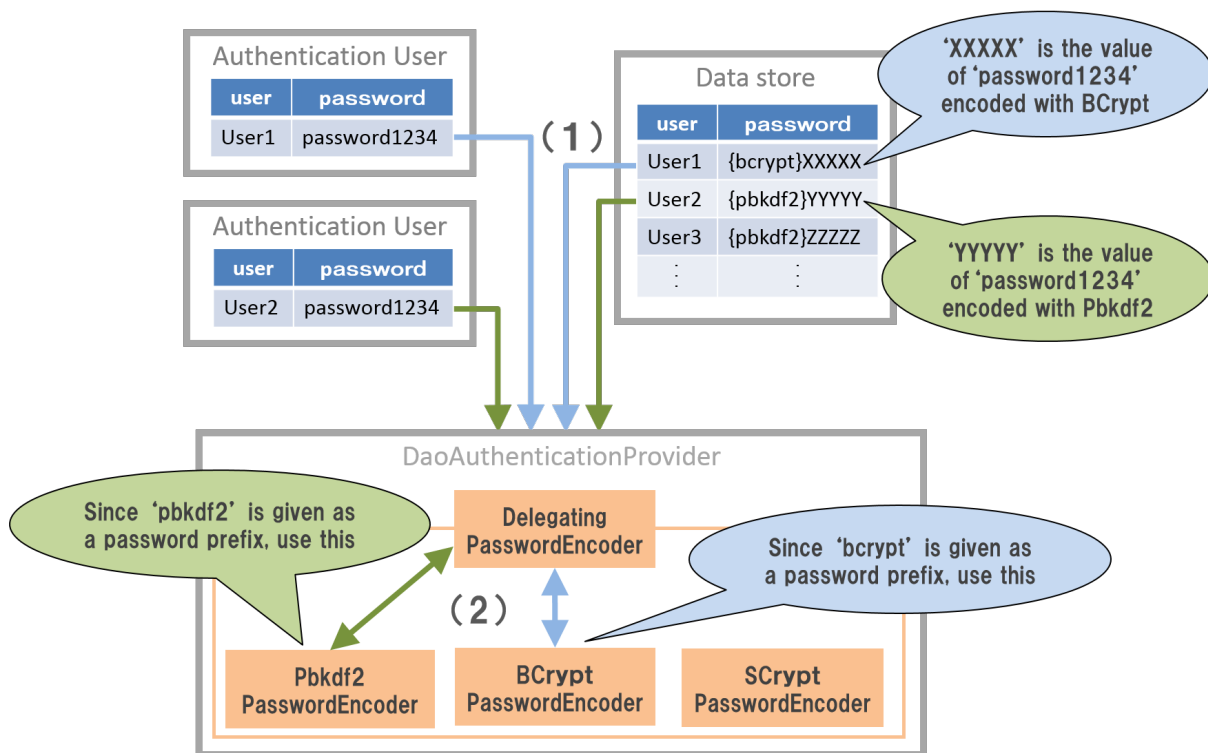 Authentication User
user password
User1 password1234
Authentication User
user password
User2 password1234
(1)
Data store
user password
User1 {bcrypt}XXXXX
User2 {pbkdf2}YYYYY
User3 {pbkdf2}ZZZZZ
⋮ ⋮
‘XXXXX’ is the value
of ‘password1234’
encoded with BCrypt
‘YYYYY’ is the value
of ‘password1234’
encoded with Pbkdf2
DaoAuthenticationProvider
Since ‘pbkdf2’ is given as
a password prefix, use this
Delegating
PasswordEncoder
Since ‘bcrypt’ is given as
a password prefix, use this
(2)
Pbkdf2
PasswordEncoder
BCrypt
PasswordEncoder
SCrypt
PasswordEncoder